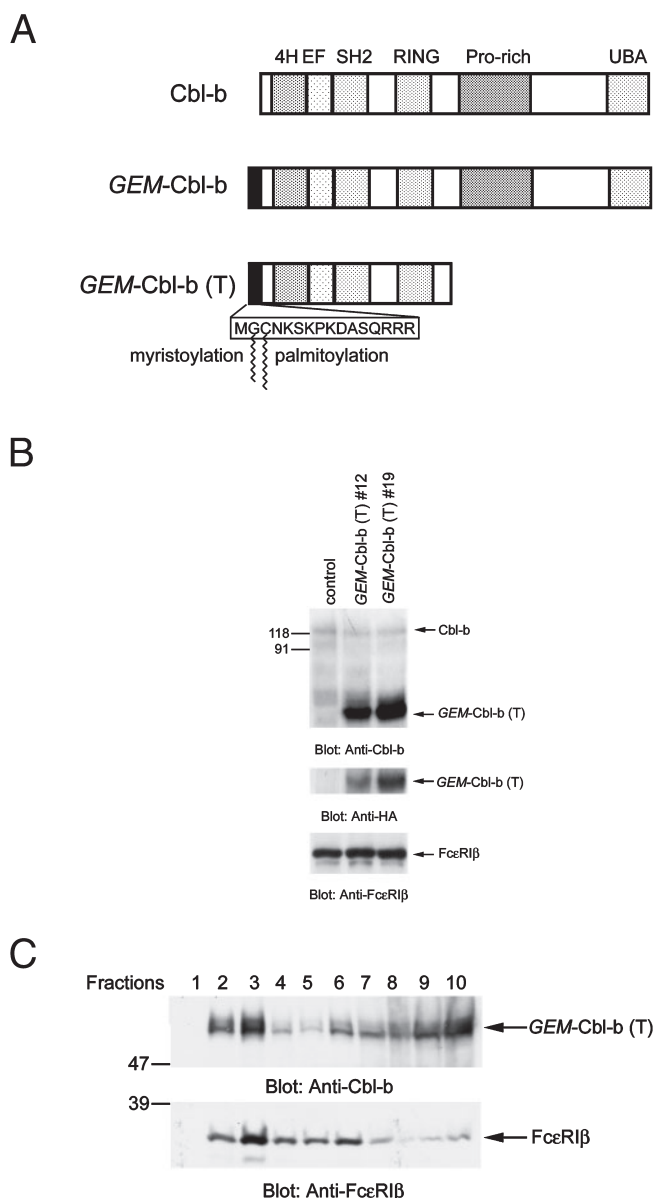 A
4H EF SH2 RING Pro-rich UBA
Cbl-b
GEM-Cbl-b
GEM-Cbl-b (T)
MGCNKSKPKDASQRRR
myristoylation palmitoylation
B
control
GEM-Cbl-b (T) #12
GEM-Cbl-b (T) #19
118
Cbl-b
91
GEM-Cbl-b (T)
Blot: Anti-Cbl-b
GEM-Cbl-b (T)
Blot: Anti-HA
FcεRIβ
Blot: Anti-FcεRIβ
C
Fractions 1 2 3 4 5 6 7 8 9 10
GEM-Cbl-b (T)
47
Blot: Anti-Cbl-b
39
FcεRIβ
Blot: Anti-FcεRIβ